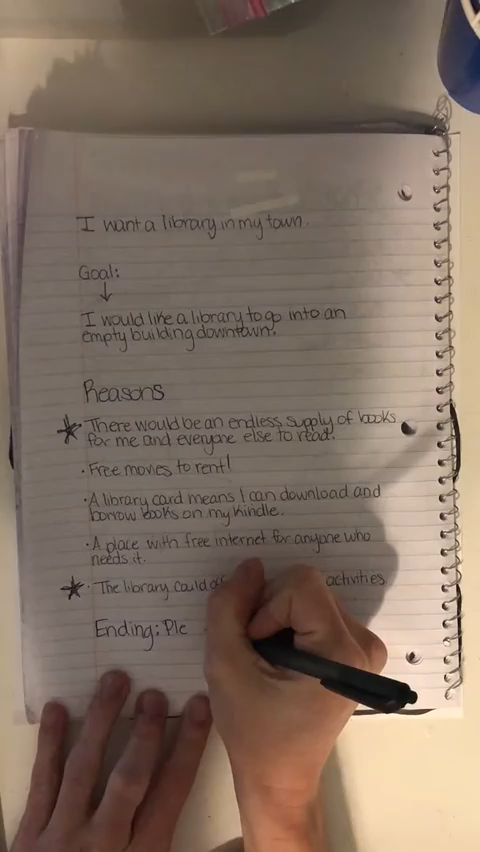 I want a library in my town.
Goal:
I would like a library to go into an
empty building downtown.
Reasons
There would be an endless supply of books
for me and everyone else to read.
• Free movies to rent!
• A library card means I can download and
borrow books on my Kindle.
• A place with free internet for anyone who
needs it.
• The library could activities
Ending: Ple